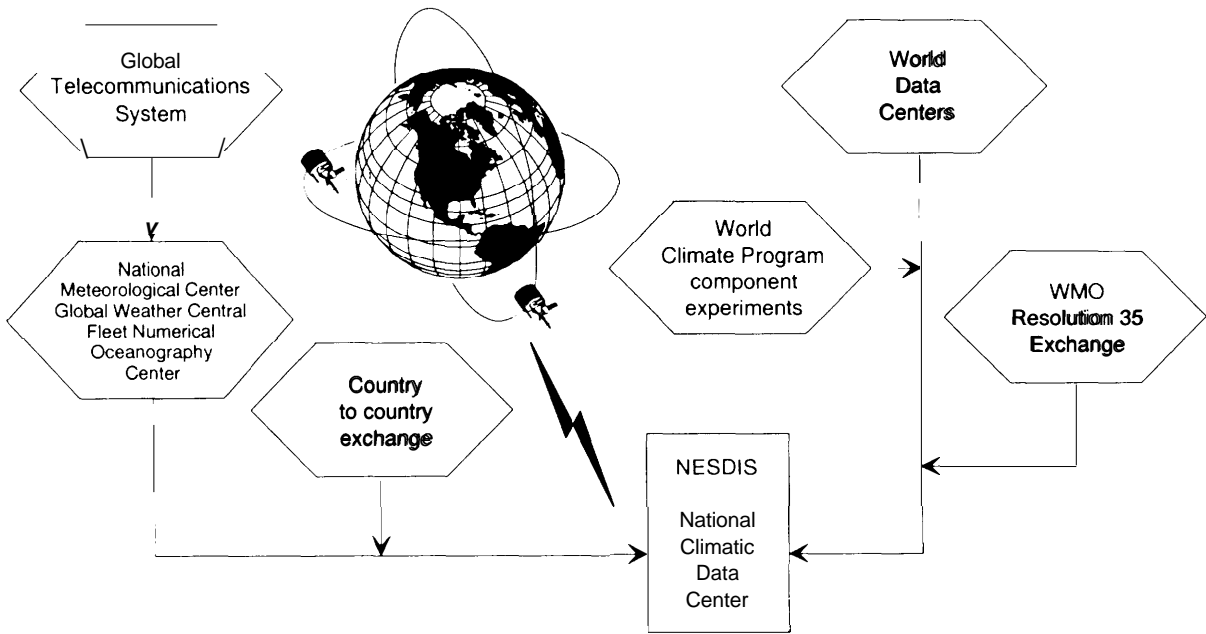 Global
Telecommunications
System
National
Meteorological Center
Global Weather Central
Fleet Numerical
Oceanography
Center
Country
to country
exchange
World
Data
Centers
World
Climate Program
component
experiments
WMO
Resolution 35
Exchange
NESDIS
National
Climatic
Data
Center